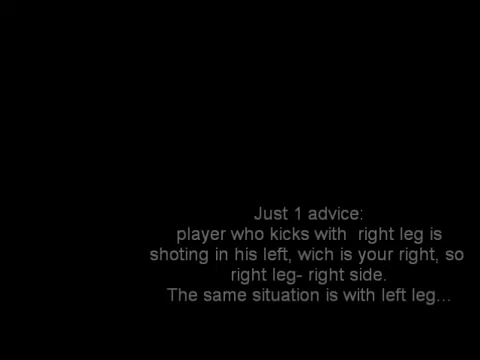 Just 1 advice:
player who kicks with  right leg is
shoting in his left, wich is your right, so
right leg- right side.
The same situation is with left leg...